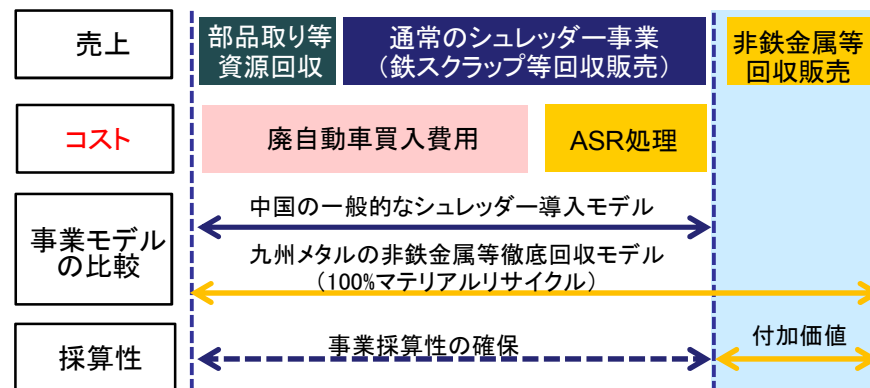 売上
部品取り等
資源回収
通常のシュレッダー事業
（鉄スクラップ等回収販売）
非鉄金属等
回収販売
コスト
廃自動車買入費用
ASR処理
事業モデル
の比較
中国の一般的なシュレッダー導入モデル
九州メタルの非鉄金属等徹底回収モデル
（100%マテリアルリサイクル）
採算性
事業採算性の確保
付加価値